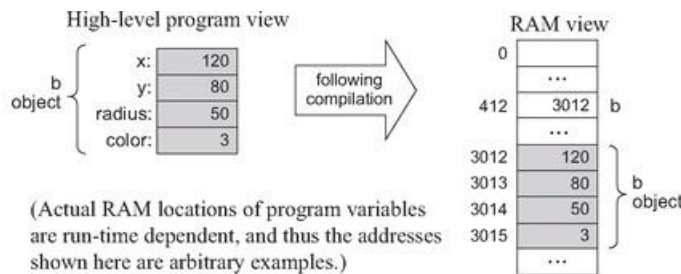 High-level program view
b
object
x: 120
y: 80
radius: 50
color: 3
following
compilation
RAM view
0
...
412 3012 b
...
3012 120
3013 80
3014 50
3015 3
...
b
object
(Actual RAM locations of program variables
are run-time dependent, and thus the addresses
shown here are arbitrary examples.)